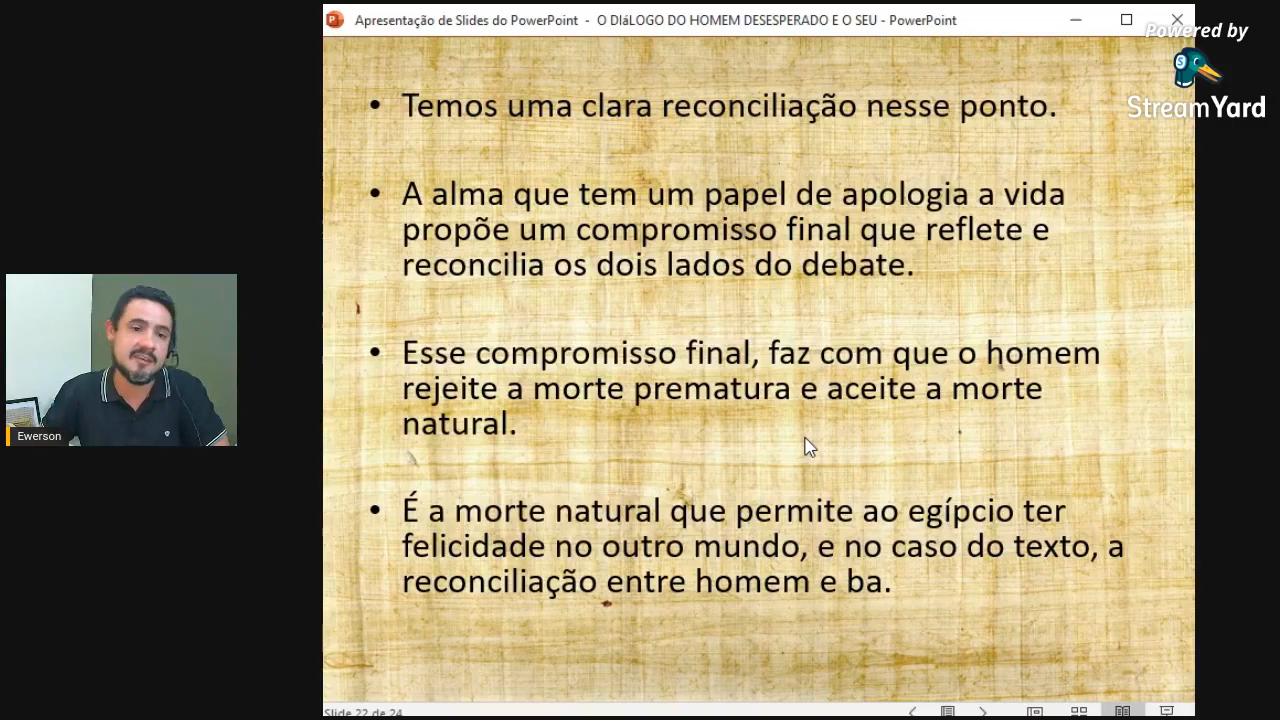 Apresentação de Slides do PowerPoint - O DIáLOGO DO HOMEM DESESPERADO E O SEU - PowerPoint
Powered by
StreamYard
• Temos uma clara reconciliação nesse ponto.
• A alma que tem um papel de apologia a vida
propõe um compromisso final que reflete e
reconcilia os dois lados do debate.
• Esse compromisso final, faz com que o homem
rejeite a morte prematura e aceite a morte
natural.
• É a morte natural que permite ao egípcio ter
felicidade no outro mundo, e no caso do texto, a
reconciliação entre homem e ba.
Ewerson
Slide 22 de 24